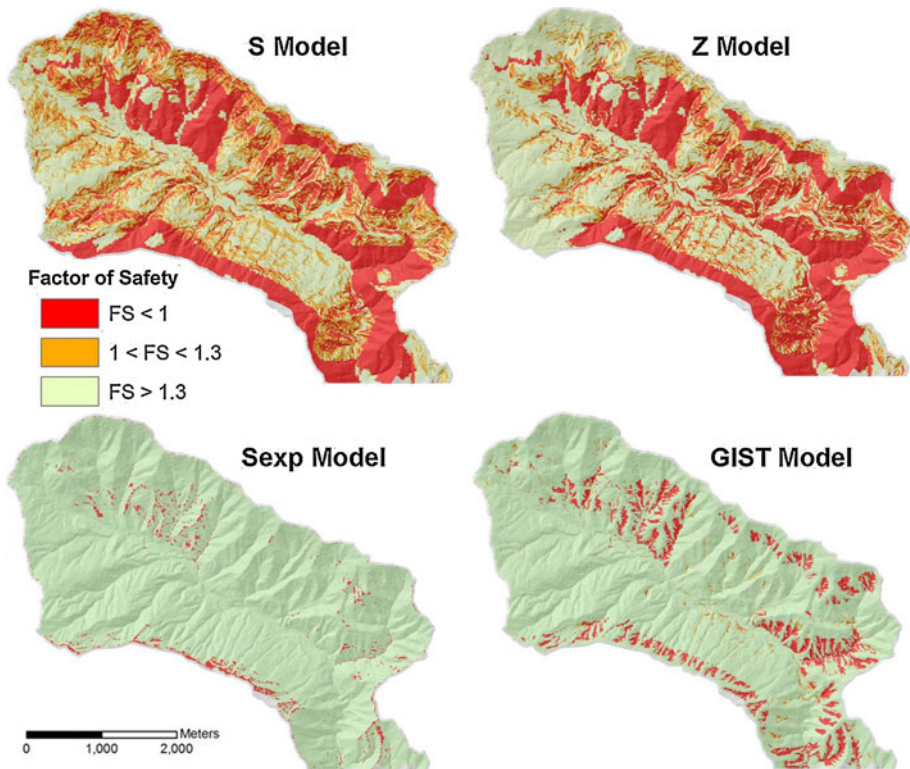 S Model
Z Model
Factor of Safety
FS < 1
1 < FS < 1.3
FS > 1.3
Sexp Model
GIST Model
Meters
0 1,000 2,000